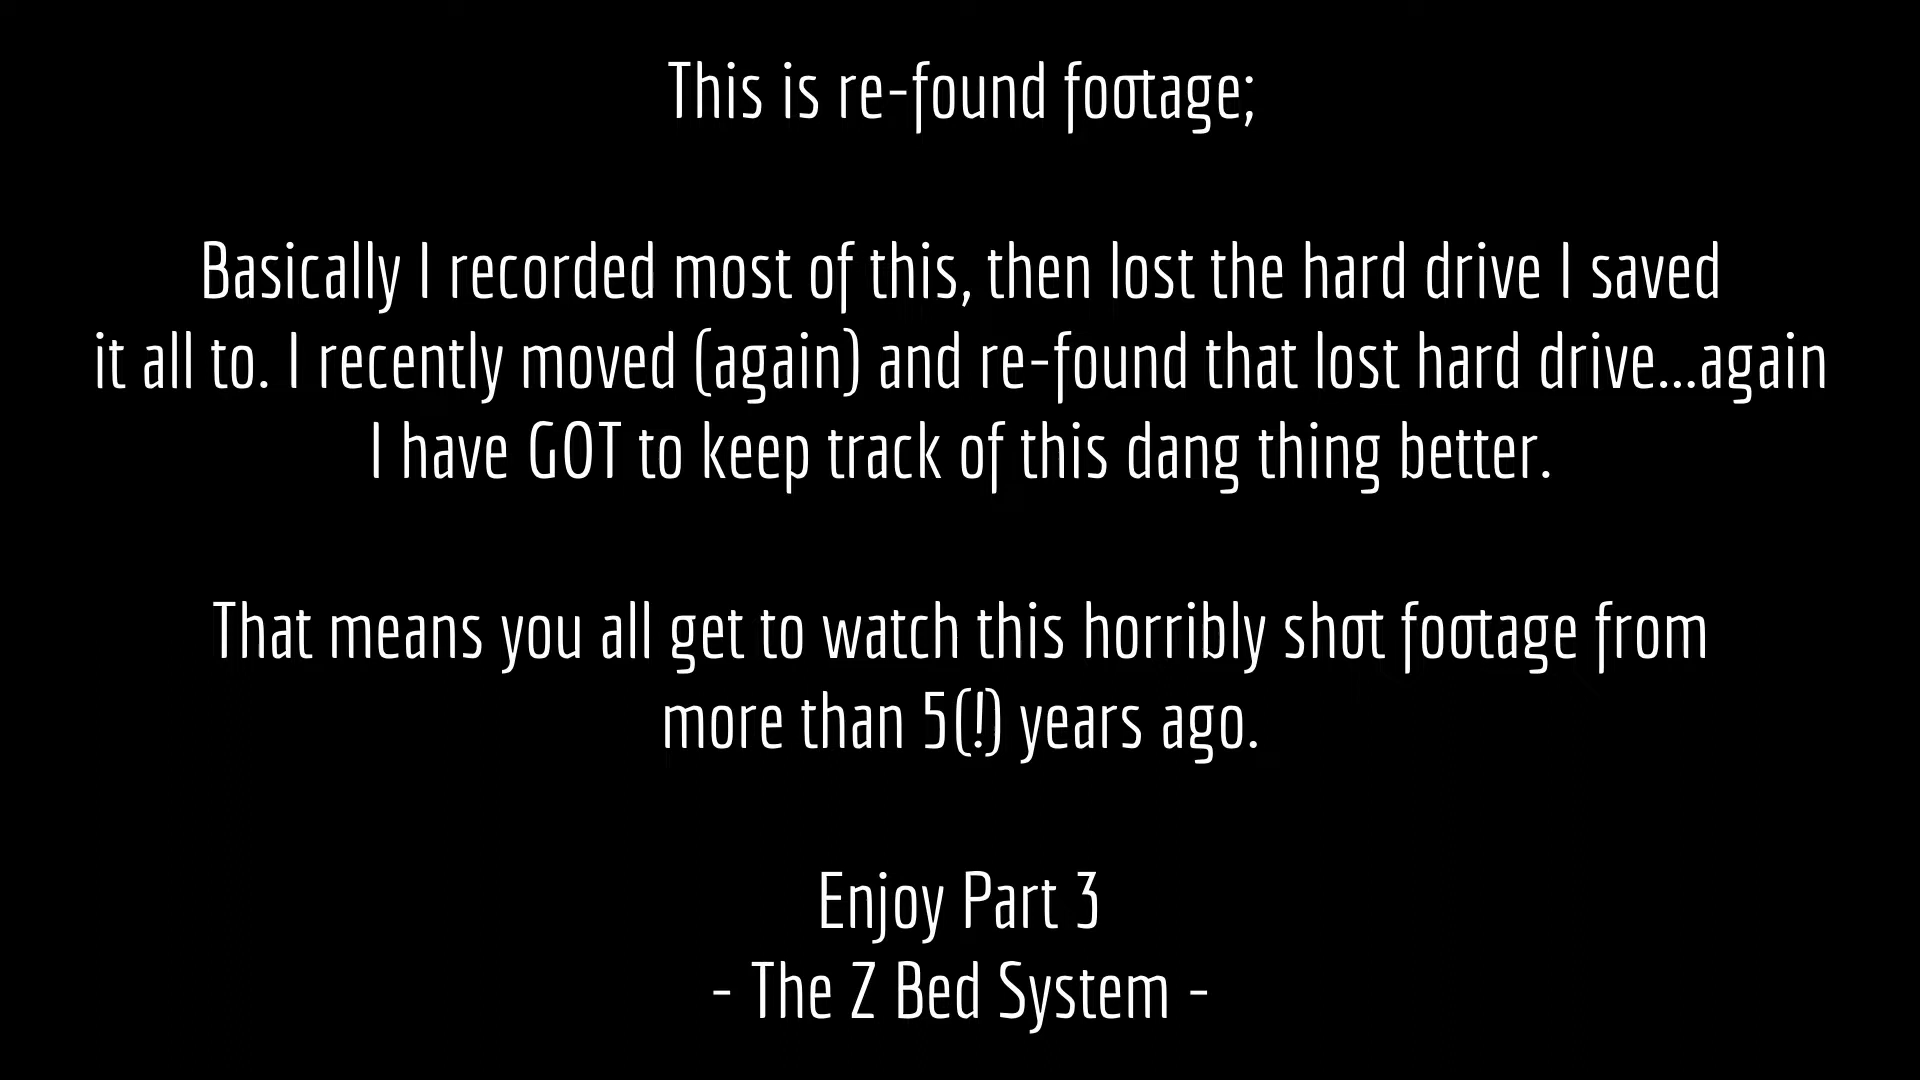 This is re-found footage;
Basically I recorded most of this, then lost the hard drive I saved
it all to. I recently moved (again) and re-found that lost hard drive...again
I have GOT to keep track of this dang thing better.
That means you all get to watch this horribly shot footage from
more than 5(!) years ago.
Enjoy Part 3
- The Z Bed System -